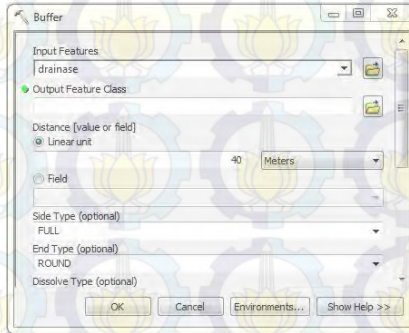 Buffer
Input Features
drainase
Output Feature Class
Distance [value or field]
Linear unit
40 Meters
Field
Side Type (optional)
FULL
End Type (optional)
ROUND
Dissolve Type (optional)
OK Cancel Environments... Show Help >>